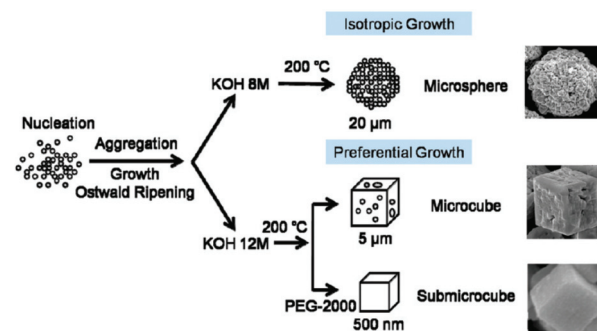 Isotropic Growth
200 °C
KOH 8M
Microsphere
20 μm
Nucleation
Aggregation
Growth
Ostwald Ripening
Preferential Growth
Microcube
5 μm
200 °C
KOH 12M
PEG-2000
Submicrocube
500 nm